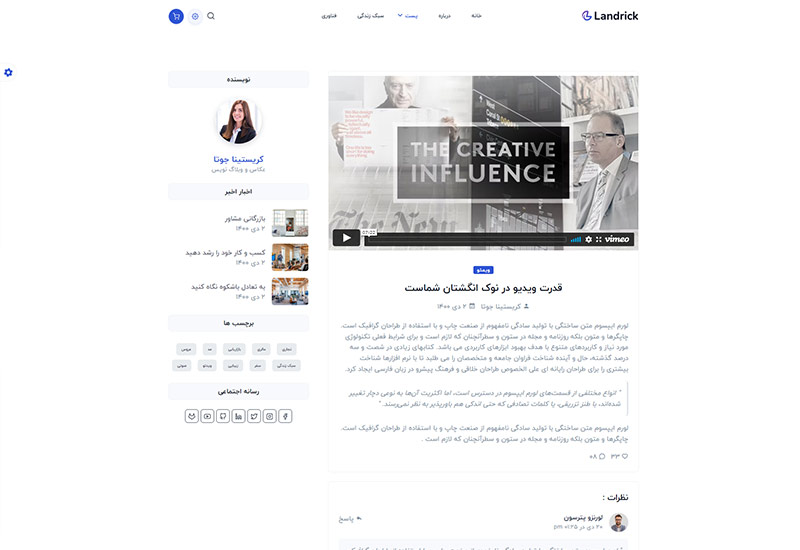 Landrick
خانه
درباره
پست
سبک زندگی
فناوری
THE CREATIVE
INFLUENCE
The New
07:22
vimeo
ویدئو
قدرت ویدیو در نوک انگشتان شماست
کریستینا جوتا
۲ دی ۱۴۰۰
لورم ایپسوم متن ساختگی با تولید سادگی نامفهوم از صنعت چاپ و با استفاده از طراحان گرافیک است.
چاپگرها و متون بلکه روزنامه و مجله در ستون و سطرآنچنان که لازم است و برای شرایط فعلی تکنولوژی
مورد نیاز و کاربردهای متنوع با هدف بهبود ابزارهای کاربردی می باشد. کتابهای زیادی در شصت و سه
درصد گذشته، حال و آینده شناخت فراوان جامعه و متخصصان را می طلبد تا با نرم افزارها شناخت
بیشتری را برای طراحان رایانه ای علی الخصوص طراحان خلاقی و فرهنگ پیشرو در زبان فارسی ایجاد کرد.
" انواع مختلفی از قسمت‌های لورم ایپسوم در دسترس است، اما اکثریت آن‌ها به نوعی دچار تغییر
شده‌اند، با طنز تزریقی، یا کلمات تصادفی که حتی اندکی هم باورپذیر به نظر نمی‌رسند. "
لورم ایپسوم متن ساختگی با تولید سادگی نامفهوم از صنعت چاپ و با استفاده از طراحان گرافیک است.
چاپگرها و متون بلکه روزنامه و مجله در ستون و سطرآنچنان که لازم است .
۳۳
۰۸
نظرات :
لورنزو پترسون
۲۰ دی در ۰۱:۲۵ pm
پاسخ
نویسنده
کریستینا جوتا
عکاس و وبلاگ نویس
اخبار اخیر
بازرگانی مشاور
۲ دی ۱۴۰۰
کسب و کار خود را رشد دهید
۲ دی ۱۴۰۰
به تعادل باشکوه نگاه کنید
۲ دی ۱۴۰۰
برچسب ها
تجاری
مالری
بازاریابی
مد
عروس
سبک زندگی
سفر
زیبایی
ویدئو
صوتی
رسانه اجتماعی